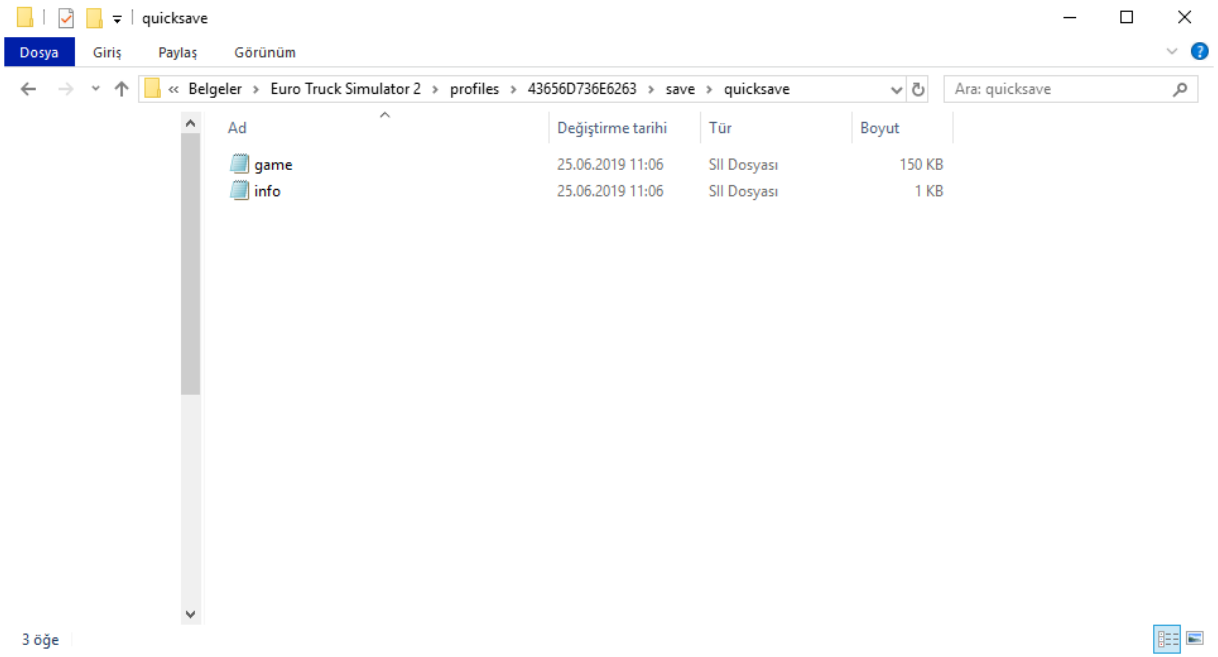 quicksave
Dosya Giriş Paylaş Görünüm
« Belgeler > Euro Truck Simulator 2 > profiles > 43656D736E6263 > save > quicksave
Ara: quicksave
Ad Değiştirme tarihi Tür Boyut
game 25.06.2019 11:06 SII Dosyası 150 KB
info 25.06.2019 11:06 SII Dosyası 1 KB
3 öğe